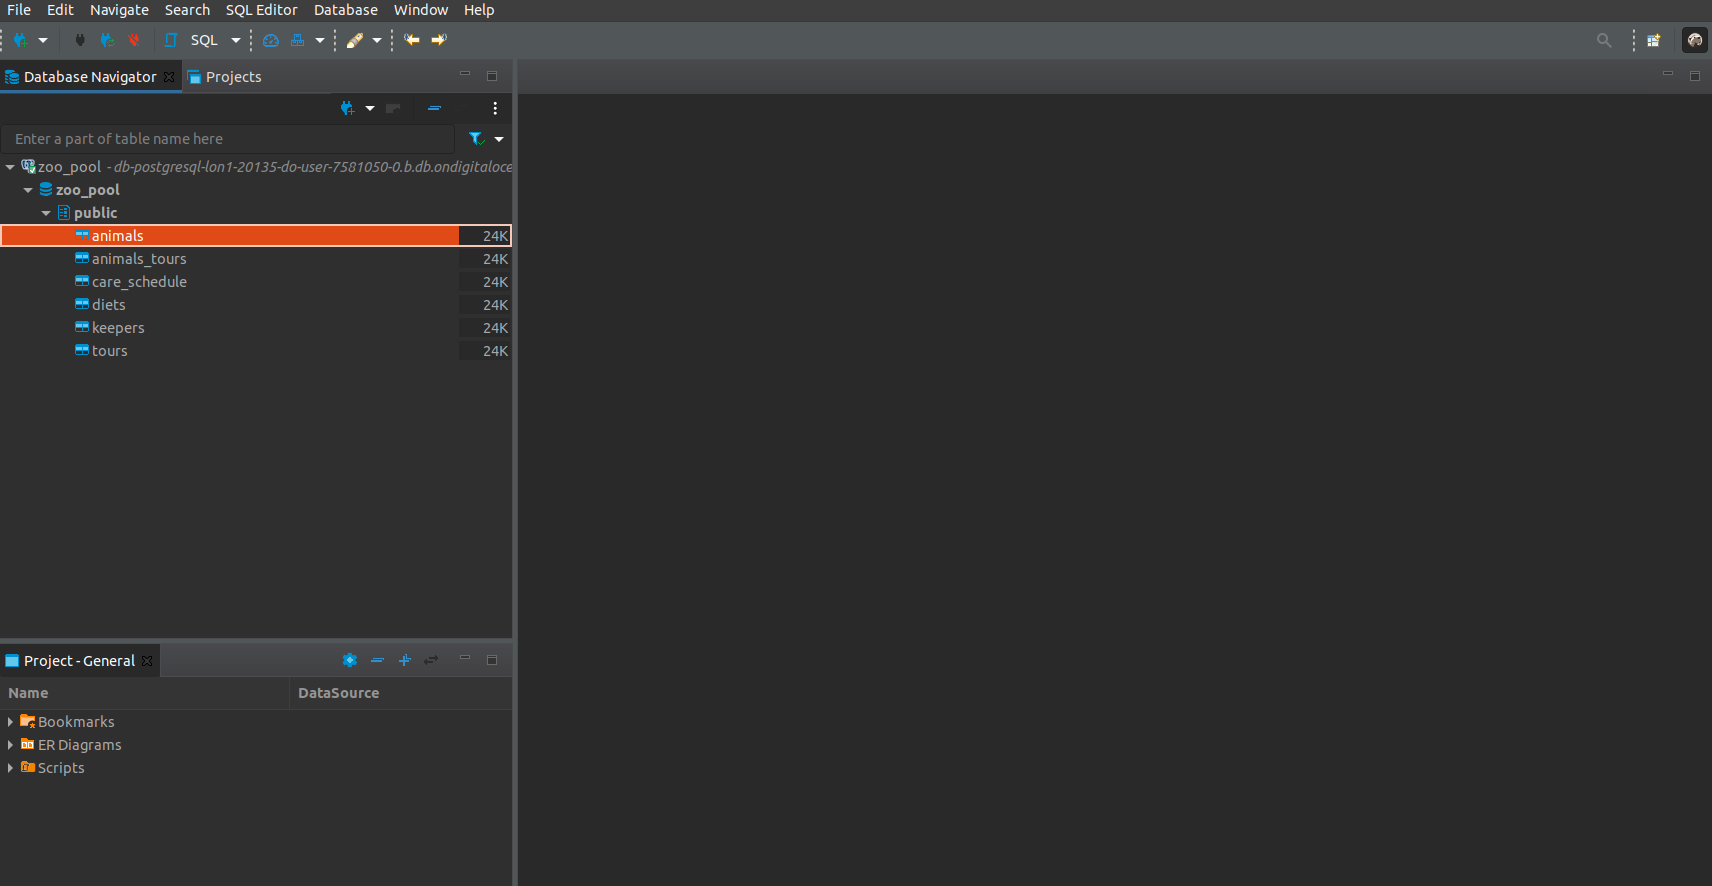 File Edit Navigate Search SQL Editor Database Window Help
SQL
Database Navigator Projects
Enter a part of table name here
zoo_pool - db-postgresql-lon1-20135-do-user-7581050-0.b.db.ondigitaloce
zoo_pool
public
animals 24K
animals_tours 24K
care_schedule 24K
diets 24K
keepers 24K
tours 24K
Project - General
Name DataSource
Bookmarks
ER Diagrams
Scripts